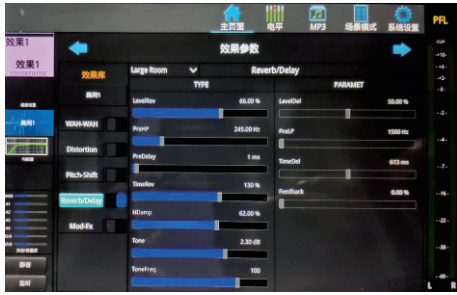 主页面
电平
MP3
场景模式
系统设置
PFL
效果1
效果1
效果参数
效果库
Large Room
Reverb/Delay
TYPE
PARAMET
LevelRev 66.00 %
LevelDel 50.00 %
WAH-WAH
PreHP 245.00 Hz
PreLP 1500 Hz
Distortion
PreDelay 1 ms
TimeDel 613 ms
Pitch-Shift
TimeRev 130 %
Feedback 0.00 %
Reverb/Delay
HDamp 62.00 %
Mod-Fx
Tone 2.30 dB
ToneFreq 100
静音
监听
L R